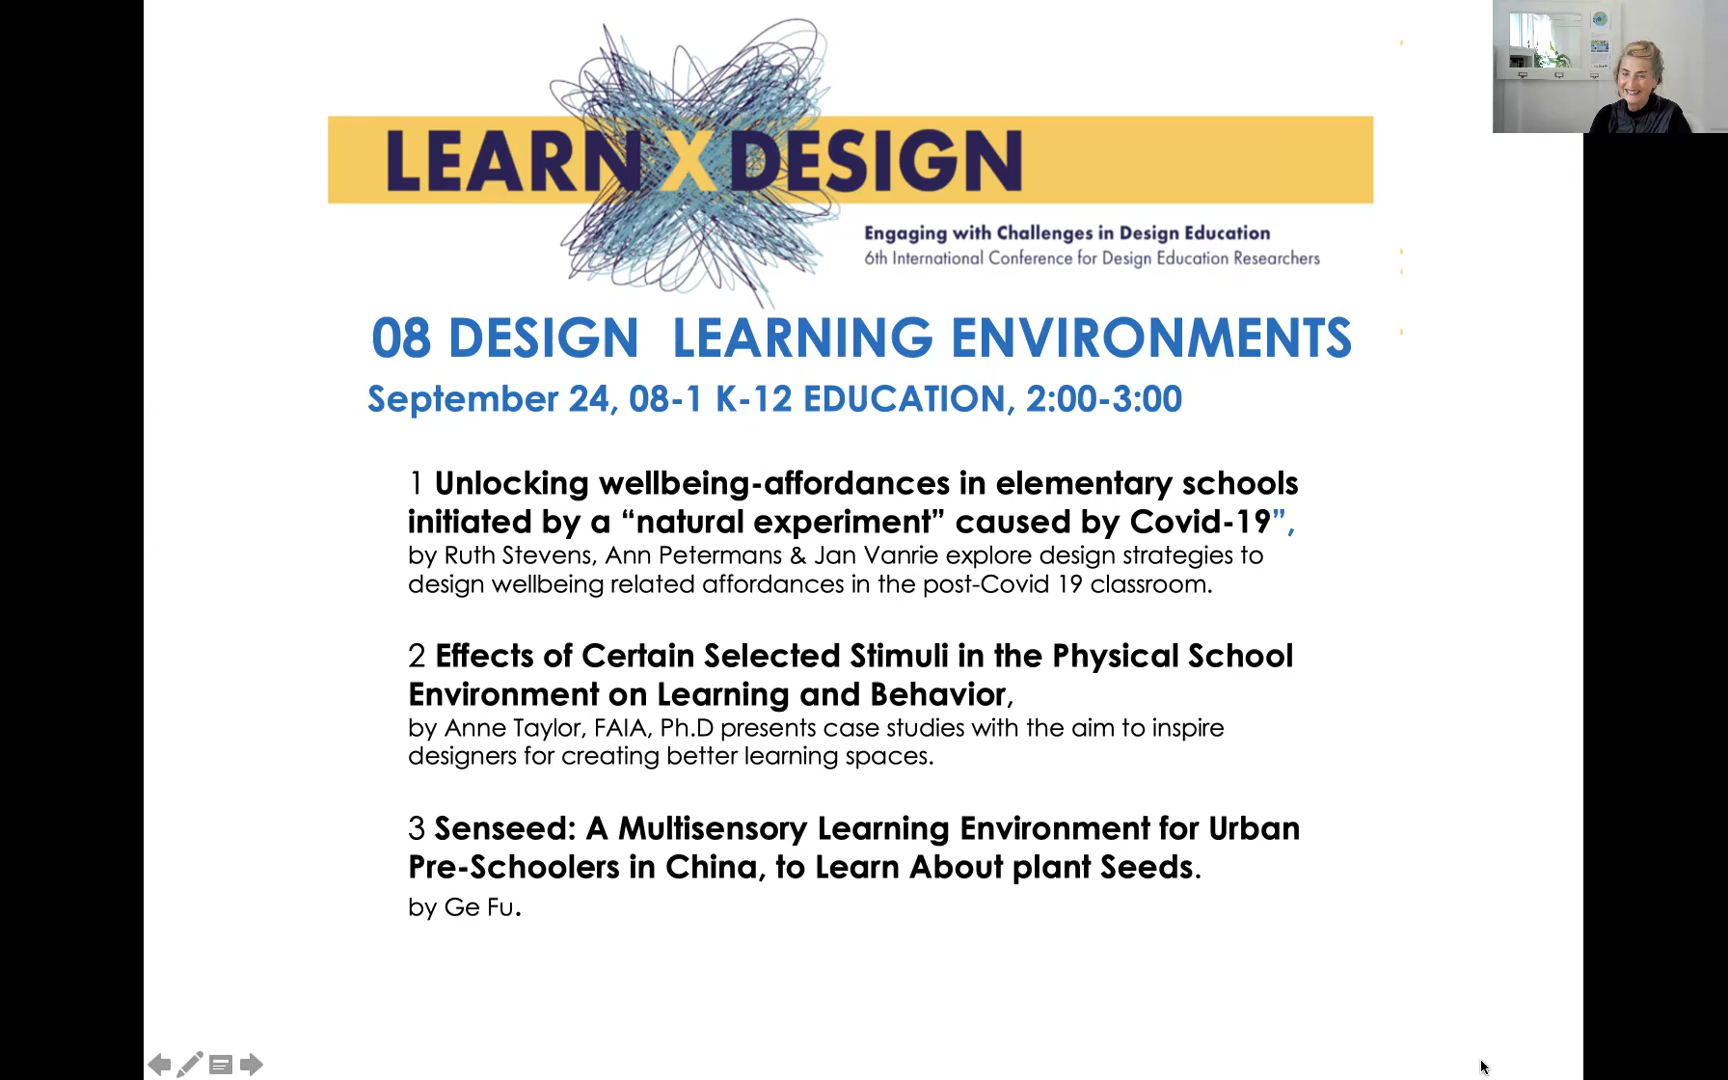 LEARN X DESIGN
Engaging with Challenges in Design Education
6th International Conference for Design Education Researchers
08 DESIGN  LEARNING ENVIRONMENTS
September 24, 08-1 K-12 EDUCATION, 2:00-3:00
1 Unlocking wellbeing-affordances in elementary schools
initiated by a “natural experiment” caused by Covid-19”,
by Ruth Stevens, Ann Petermans & Jan Vanrie explore design strategies to
design wellbeing related affordances in the post-Covid 19 classroom.
2 Effects of Certain Selected Stimuli in the Physical School
Environment on Learning and Behavior,
by Anne Taylor, FAIA, Ph.D presents case studies with the aim to inspire
designers for creating better learning spaces.
3 Senseed: A Multisensory Learning Environment for Urban
Pre-Schoolers in China, to Learn About plant Seeds.
by Ge Fu.